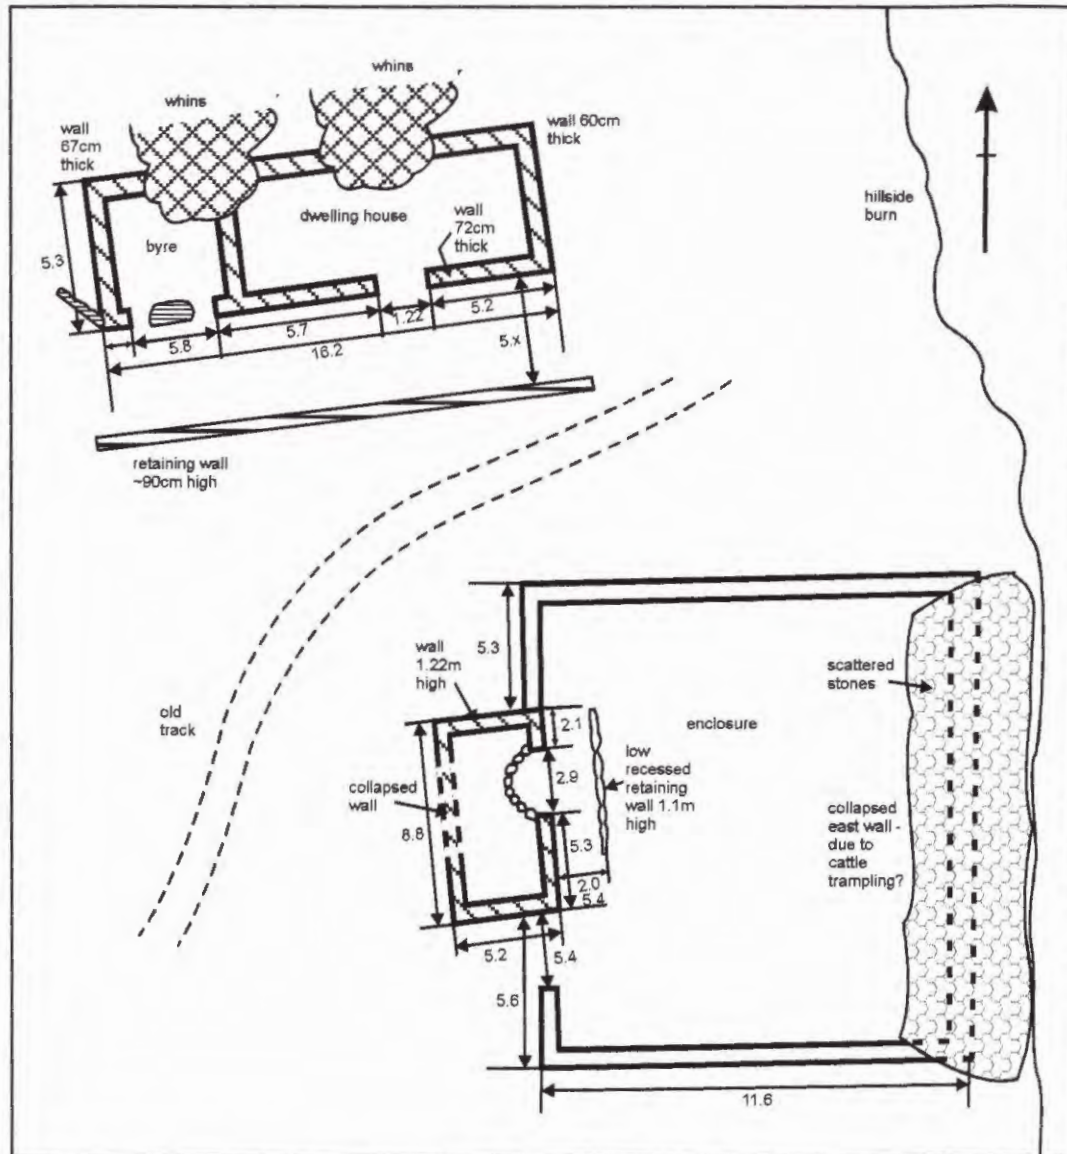 whins
whins
wall
67cm
thick
wall 60cm
thick
hillside
burn
dwelling house
wall
72cm
thick
byre
5.3
5.8
5.7
1.22
5.2
16.2
5.x
retaining wall
~90cm high
5.3
wall
1.22m
high
scattered
stones
old
track
2.1
enclosure
low
recessed
retaining
wall 1.1m
high
2.9
collapsed
wall
8.8
collapsed
east wall -
due to
cattle
trampling?
5.3
2.0
5.4
5.2
5.4
5.6
11.6